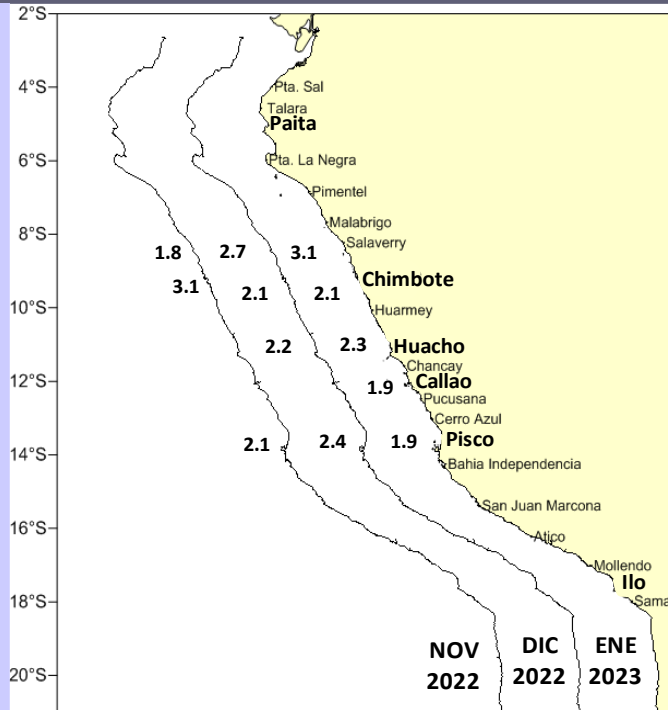 2°S
4°S
Pta. Sal
Talara
Paita
6°S
Pta. La Negra
Pimentel
8°S
Malabrigo
1.8
2.7
3.1
Salaverry
3.1
2.1
2.1
Chimbote
10°S
Huarmey
2.2
2.3
Huacho
Chancay
12°S
1.9
Callao
Pucusana
Cerro Azul
2.1
2.4
1.9
Pisco
14°S
Bahia Independencia
San Juan Marcona
16°S
Atico
Mollendo
Ilo
18°S
Sama
NOV
2022
DIC
2022
ENE
2023
20°S